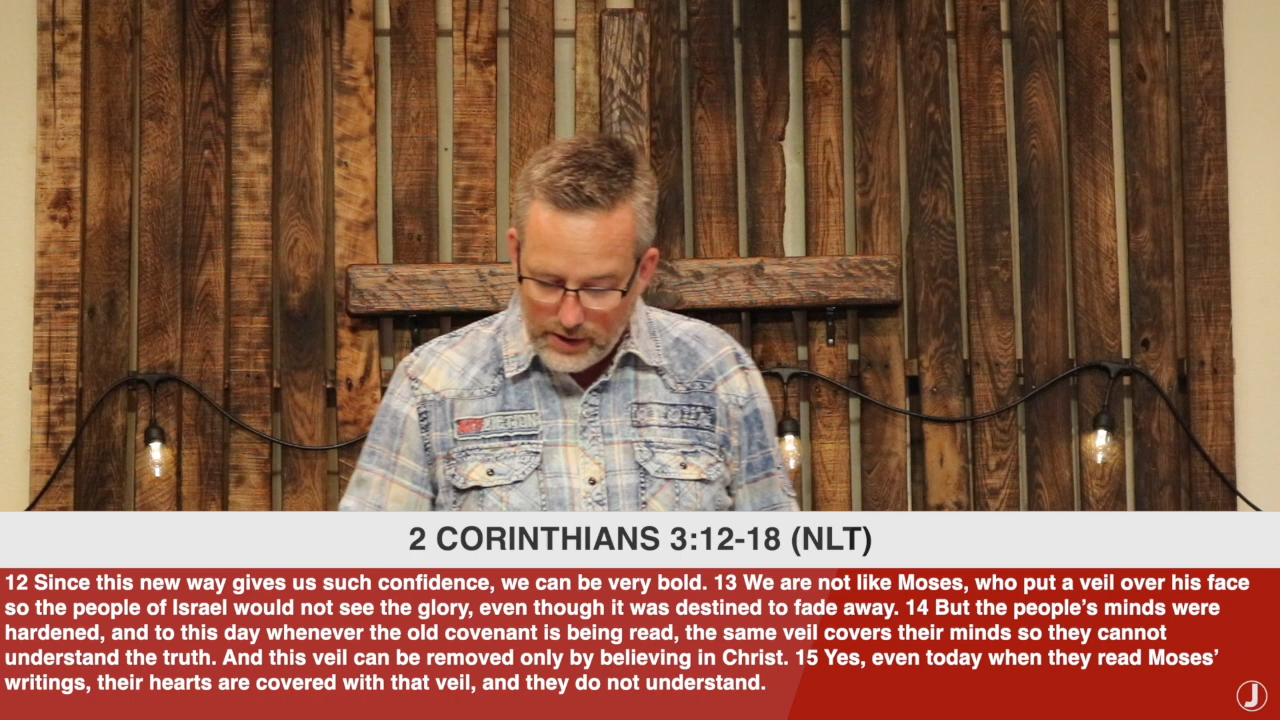 2 CORINTHIANS 3:12-18 (NLT)
12 Since this new way gives us such confidence, we can be very bold. 13 We are not like Moses, who put a veil over his face
so the people of Israel would not see the glory, even though it was destined to fade away. 14 But the people’s minds were
hardened, and to this day whenever the old covenant is being read, the same veil covers their minds so they cannot
understand the truth. And this veil can be removed only by believing in Christ. 15 Yes, even today when they read Moses’
writings, their hearts are covered with that veil, and they do not understand.
J